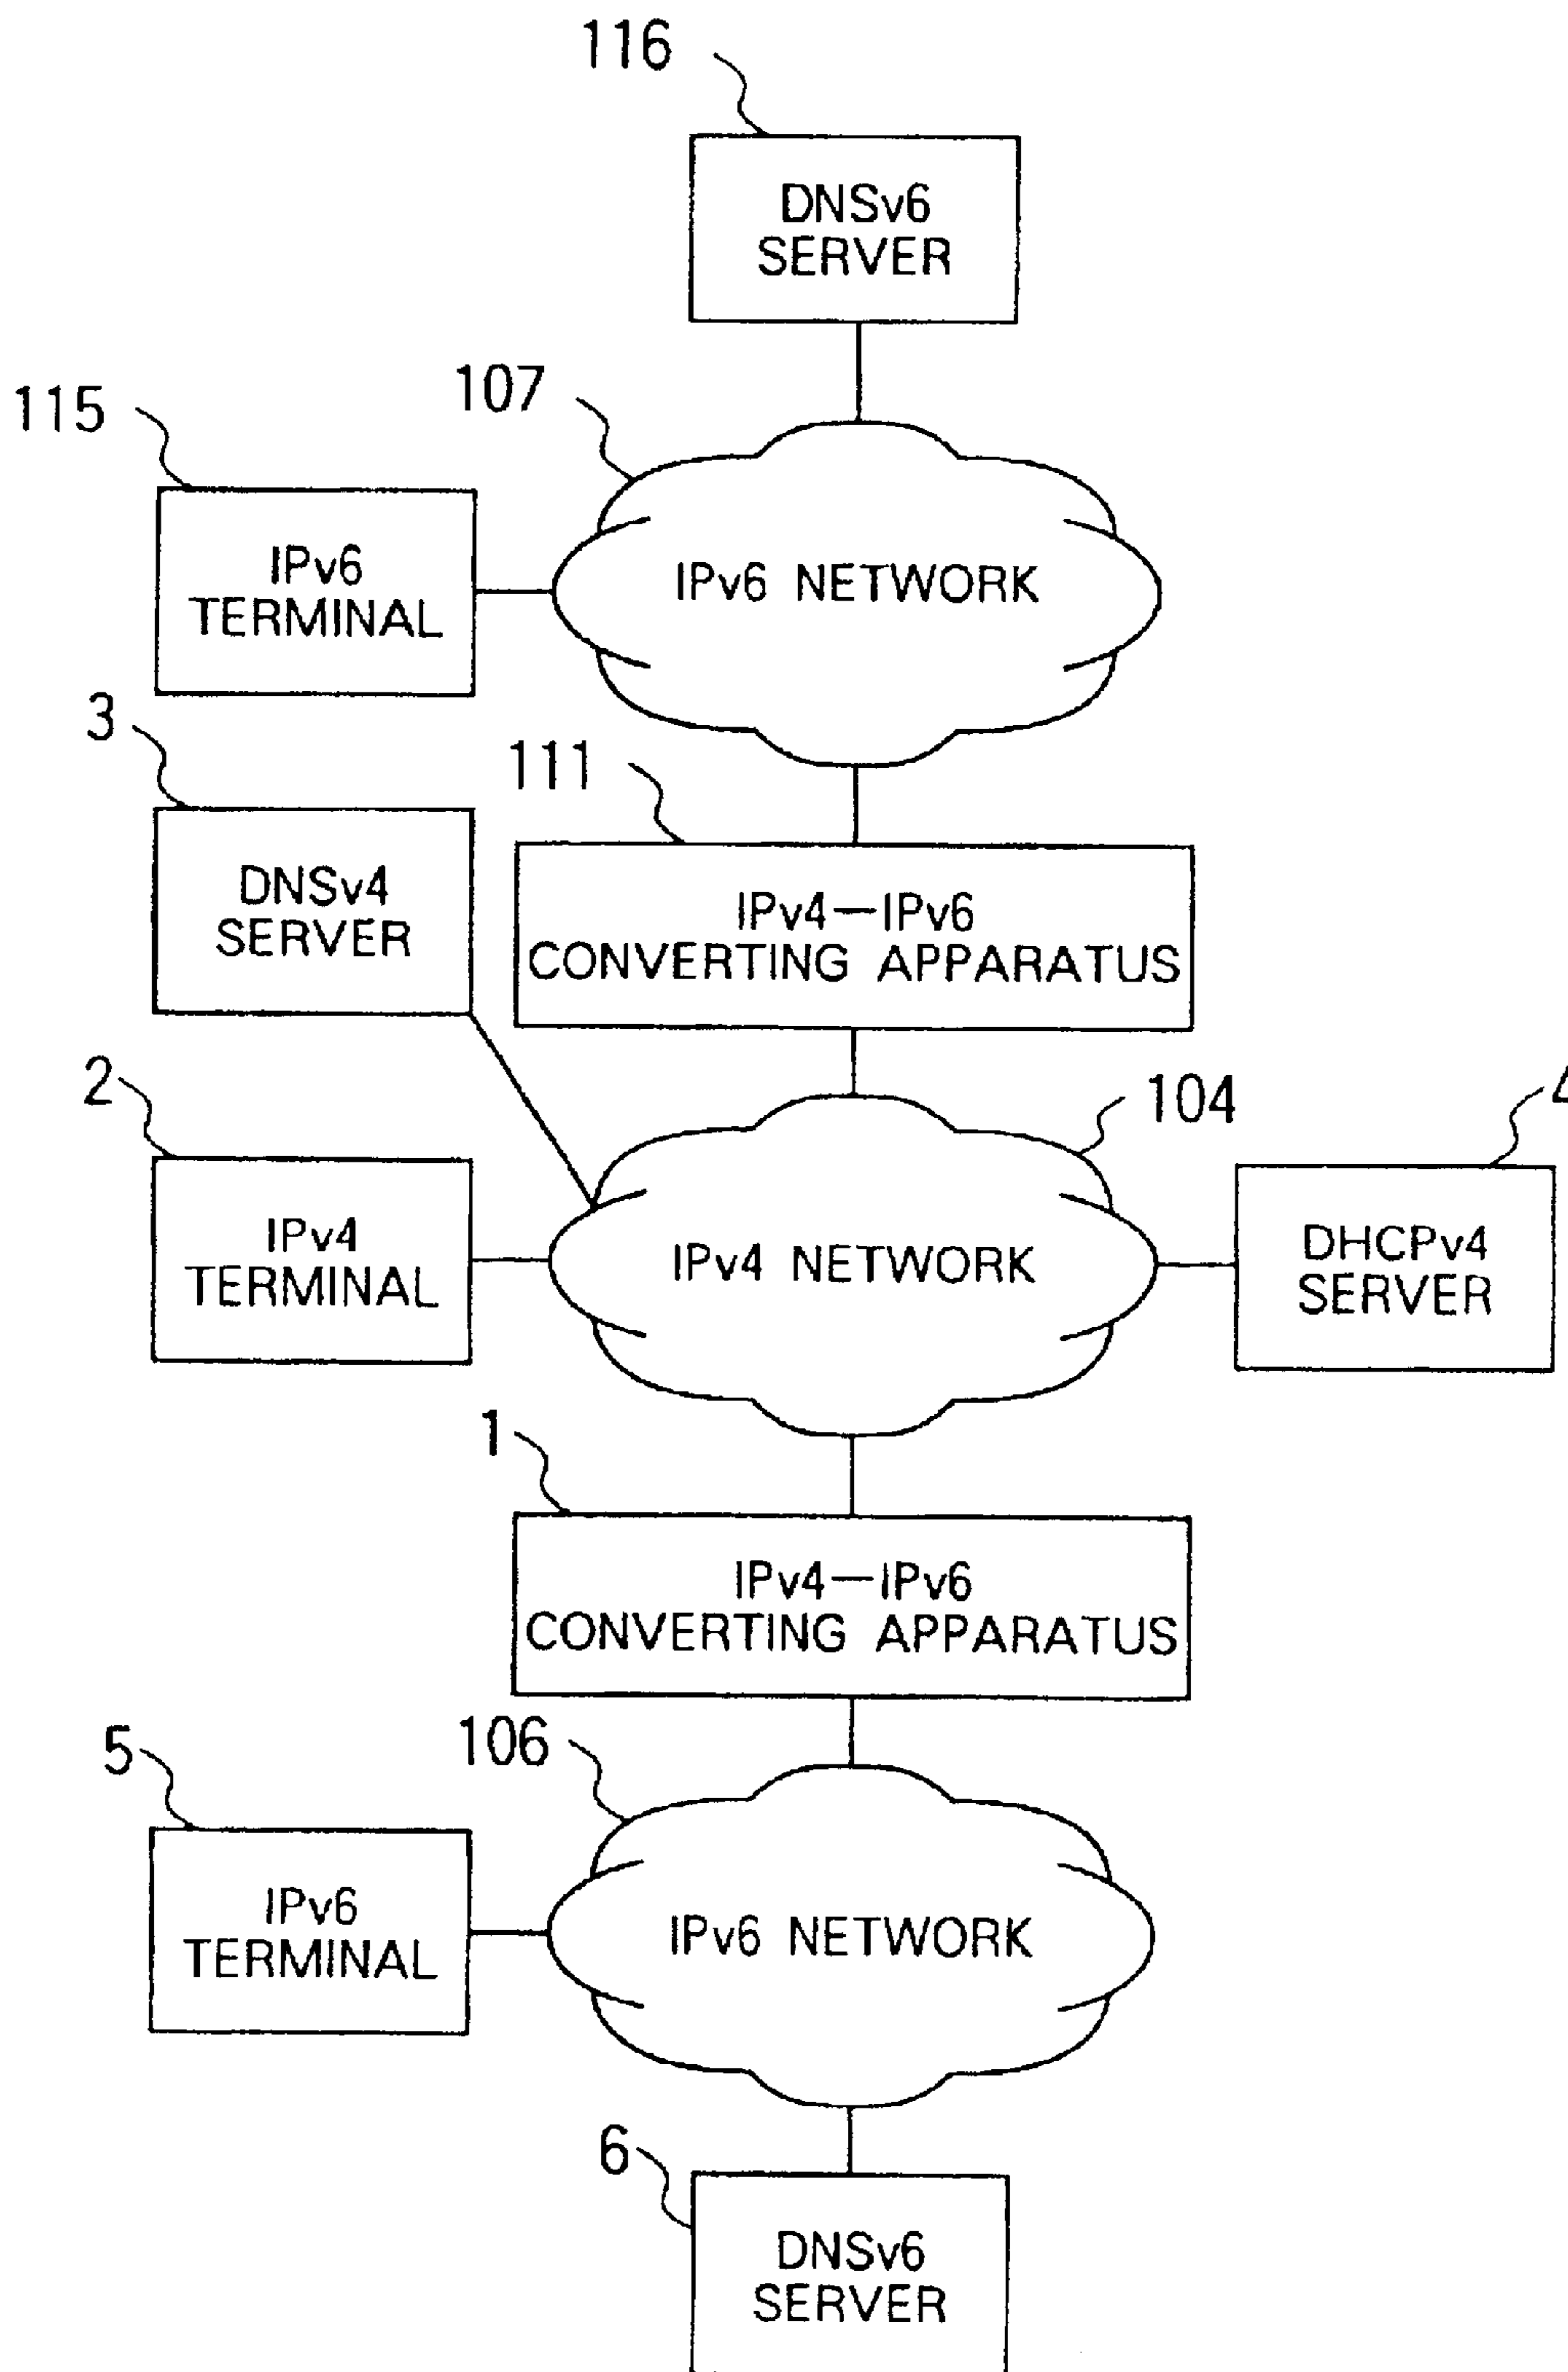 116
DNSv6
SERVER
107
115
IPv6
TERMINAL
IPv6 NETWORK
3
111
DNSv4
SERVER
IPv4—IPv6
CONVERTING APPARATUS
2
104
4
IPv4
TERMINAL
IPv4 NETWORK
DHCPv4
SERVER
1
IPv4—IPv6
CONVERTING APPARATUS
5
106
IPv6
TERMINAL
IPv6 NETWORK
6
DNSv6
SERVER